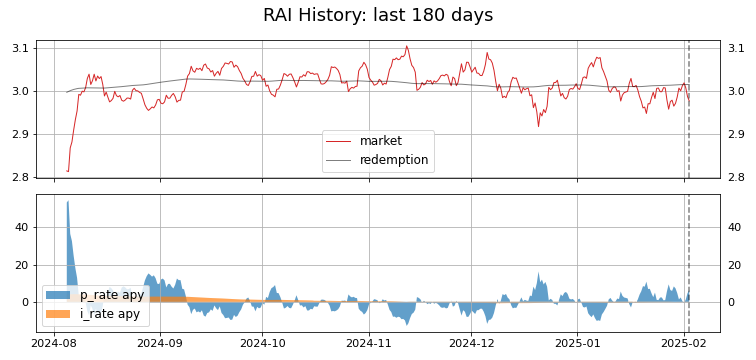 RAI History: last 180 days
3.1 3.1
3.0 3.0
2.9 2.9
2.8 2.8
market
redemption
40 40
20 20
0 0
p_rate apy
i_rate apy
2024-08 2024-09 2024-10 2024-11 2024-12 2025-01 2025-02